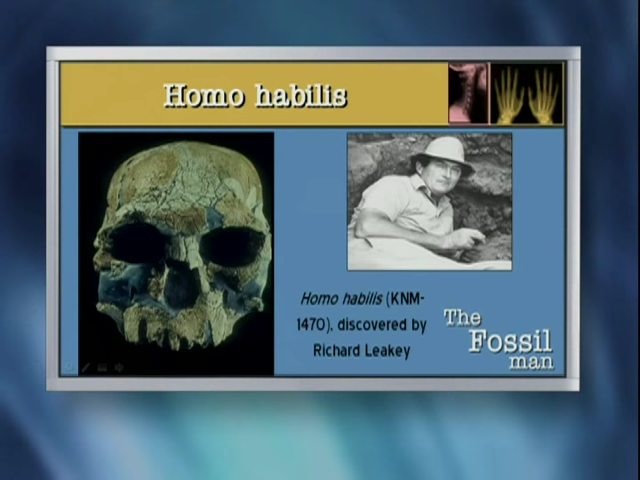 Homo habilis
Homo habilis (KNM-
1470), discovered by
Richard Leakey
The
Fossil
man